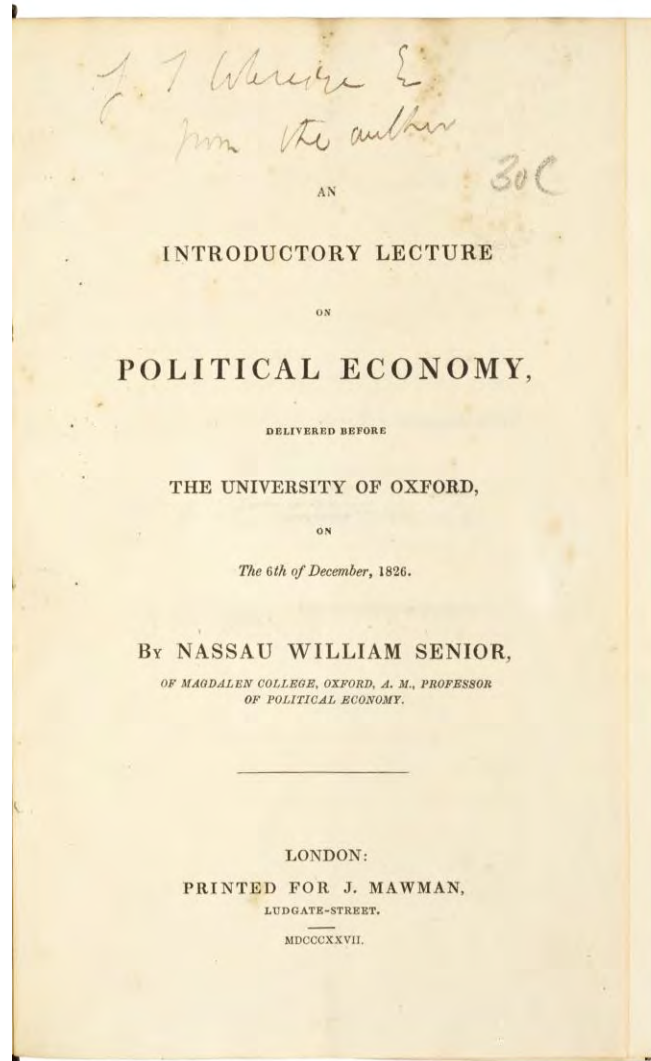 J T Coleridge E
from the author
30C
AN
INTRODUCTORY LECTURE
ON
POLITICAL ECONOMY,
DELIVERED BEFORE
THE UNIVERSITY OF OXFORD,
ON
The 6th of December, 1826.
By NASSAU WILLIAM SENIOR,
OF MAGDALEN COLLEGE, OXFORD, A. M., PROFESSOR
OF POLITICAL ECONOMY.
LONDON:
PRINTED FOR J. MAWMAN,
LUDGATE-STREET.
MDCCCXXVII.